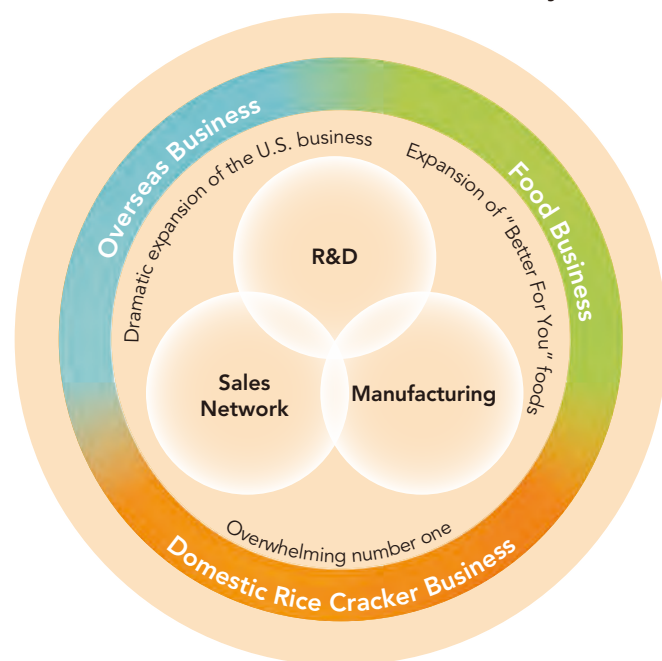 Overseas Business
Dramatic expansion of the U.S. business
Food Business
Expansion of “Better For You” foods
R&D
Sales
Network
Manufacturing
Overwhelming number one
Domestic Rice Cracker Business